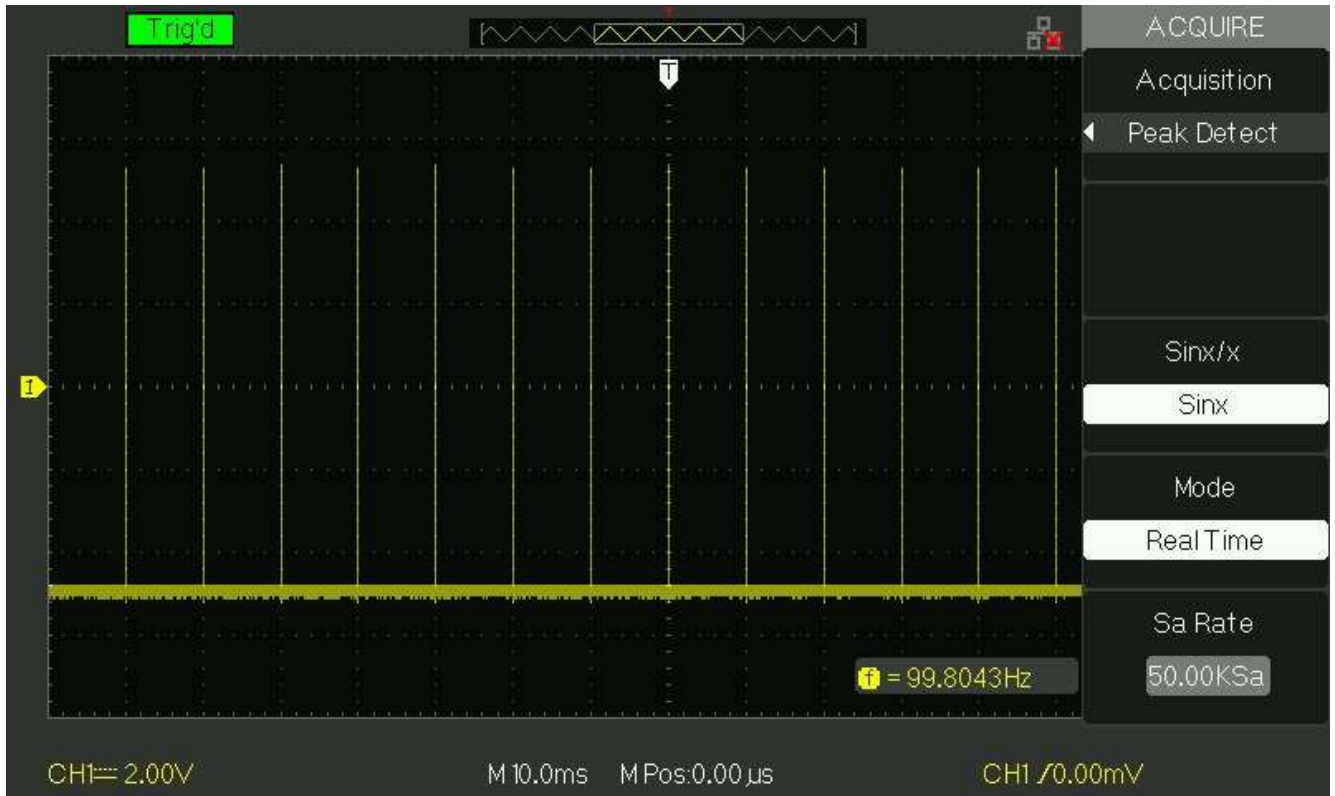 Trig'd
T
ACQUIRE
Acquisition
Peak Detect
Sinx/x
Sinx
Mode
Real Time
Sa Rate
50.00KSa
1
f = 99.8043Hz
CH1 2.00V
M 10.0ms
M Pos:0.00μs
CH1 0.00mV